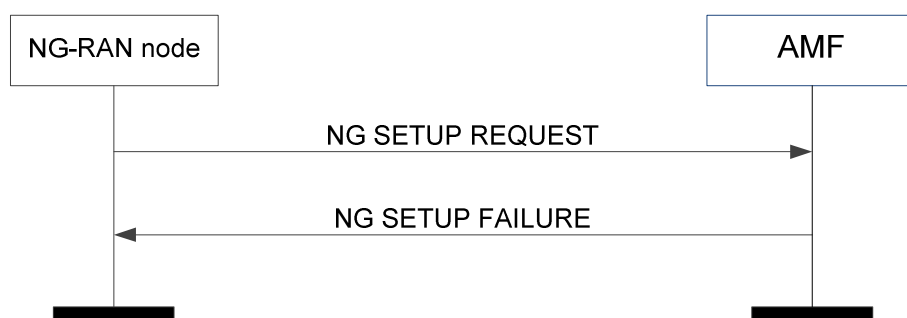 NG-RAN node
AMF
NG SETUP REQUEST
NG SETUP FAILURE